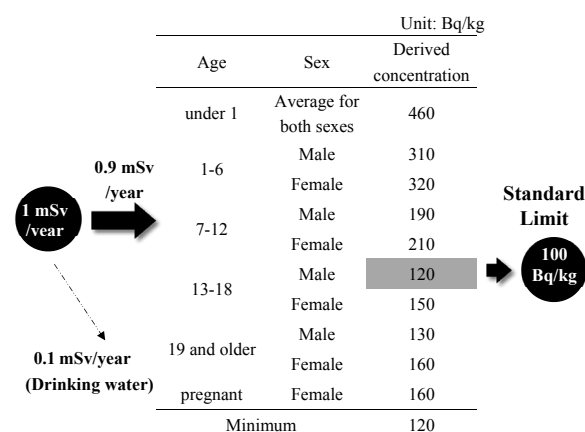 Unit: Bq/kg
Age Sex Derived
concentration
under 1 Average for
both sexes 460
1-6 Male 310
Female 320
7-12 Male 190
Female 210
13-18 Male 120
Female 150
19 and older Male 130
Female 160
pregnant Female 160
Minimum 120
1 mSv
/year
0.9 mSv
/year
0.1 mSv/year
(Drinking water)
Standard
Limit
100
Bq/kg